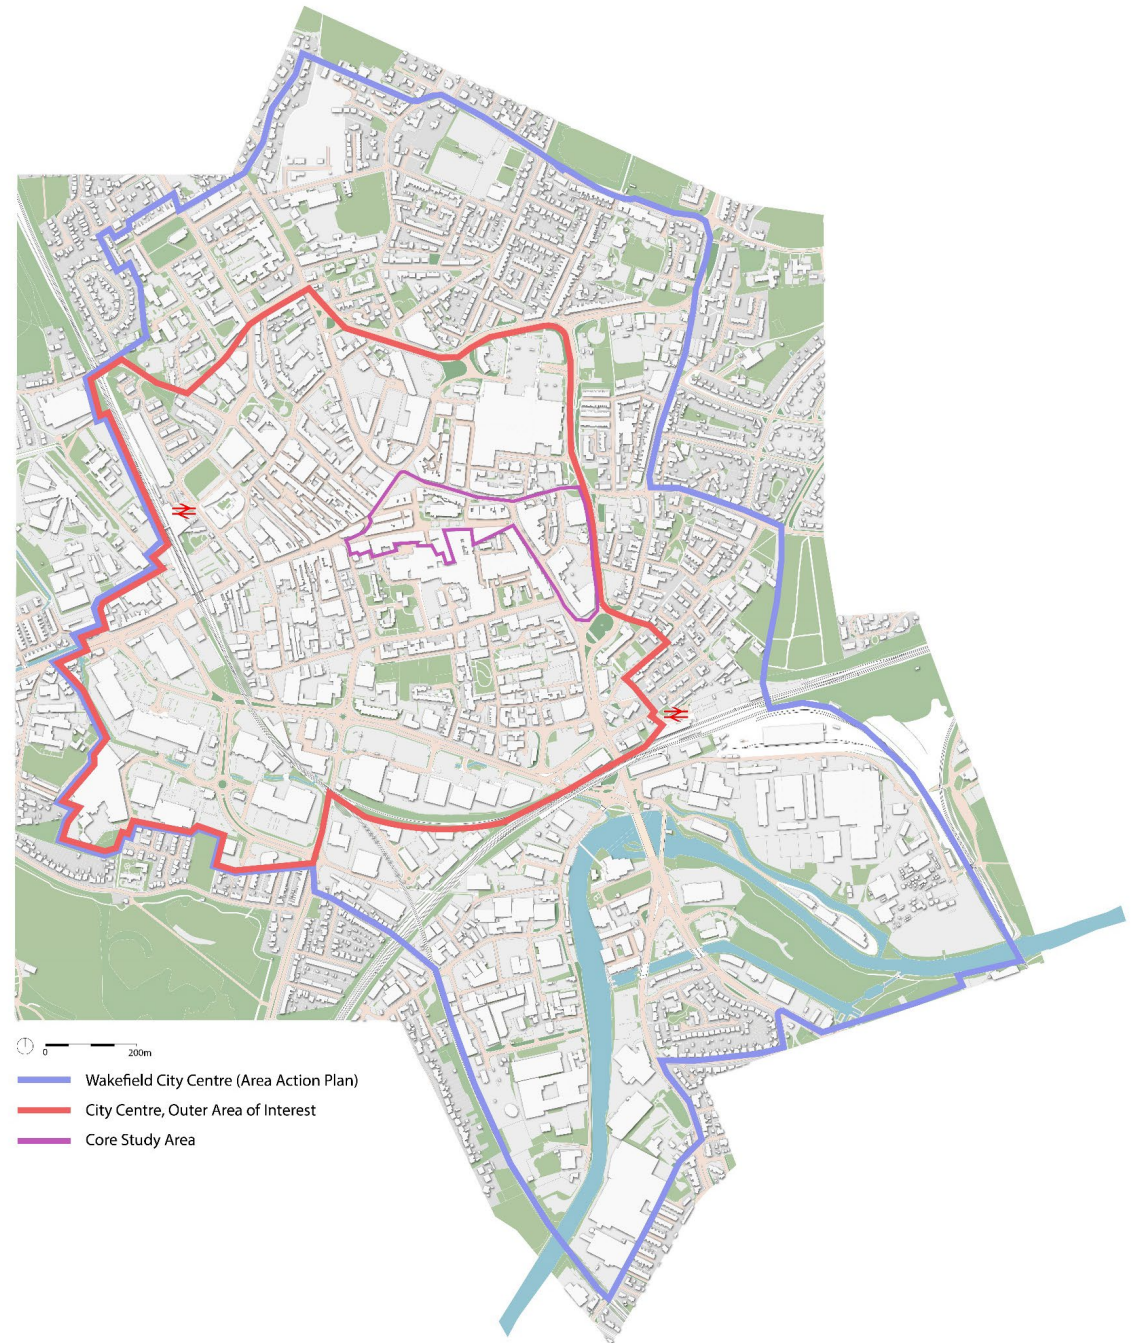 0 200m
Wakefield City Centre (Area Action Plan)
City Centre, Outer Area of Interest
Core Study Area